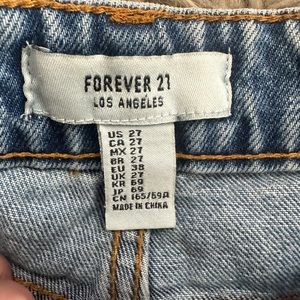 FOREVER 21
LOS ANGELES
US 27
CA 27
MX 27
BR 27
EU 38
UK 27
KR 69
JP 69
CN 165/69A
MADE IN CHINA